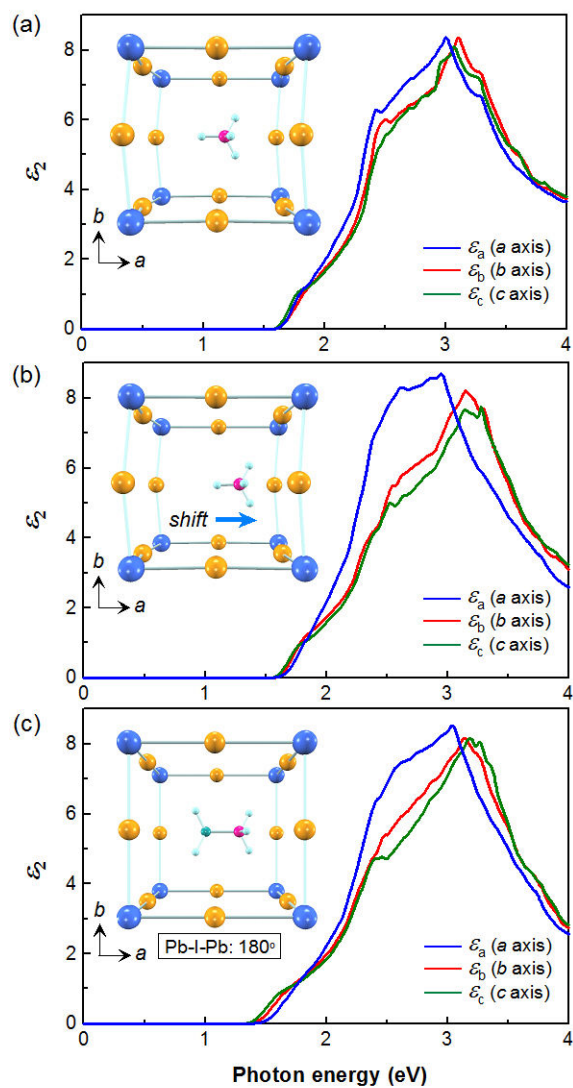 (a)
8
6
4
2
0
ε2
b
a
εa (a axis)
εb (b axis)
εc (c axis)
0 1 2 3 4
(b)
8
6
4
2
0
ε2
shift
b
a
εa (a axis)
εb (b axis)
εc (c axis)
0 1 2 3 4
(c)
8
6
4
2
0
ε2
b
a
Pb-I-Pb: 180°
εa (a axis)
εb (b axis)
εc (c axis)
0 1 2 3 4
Photon energy (eV)